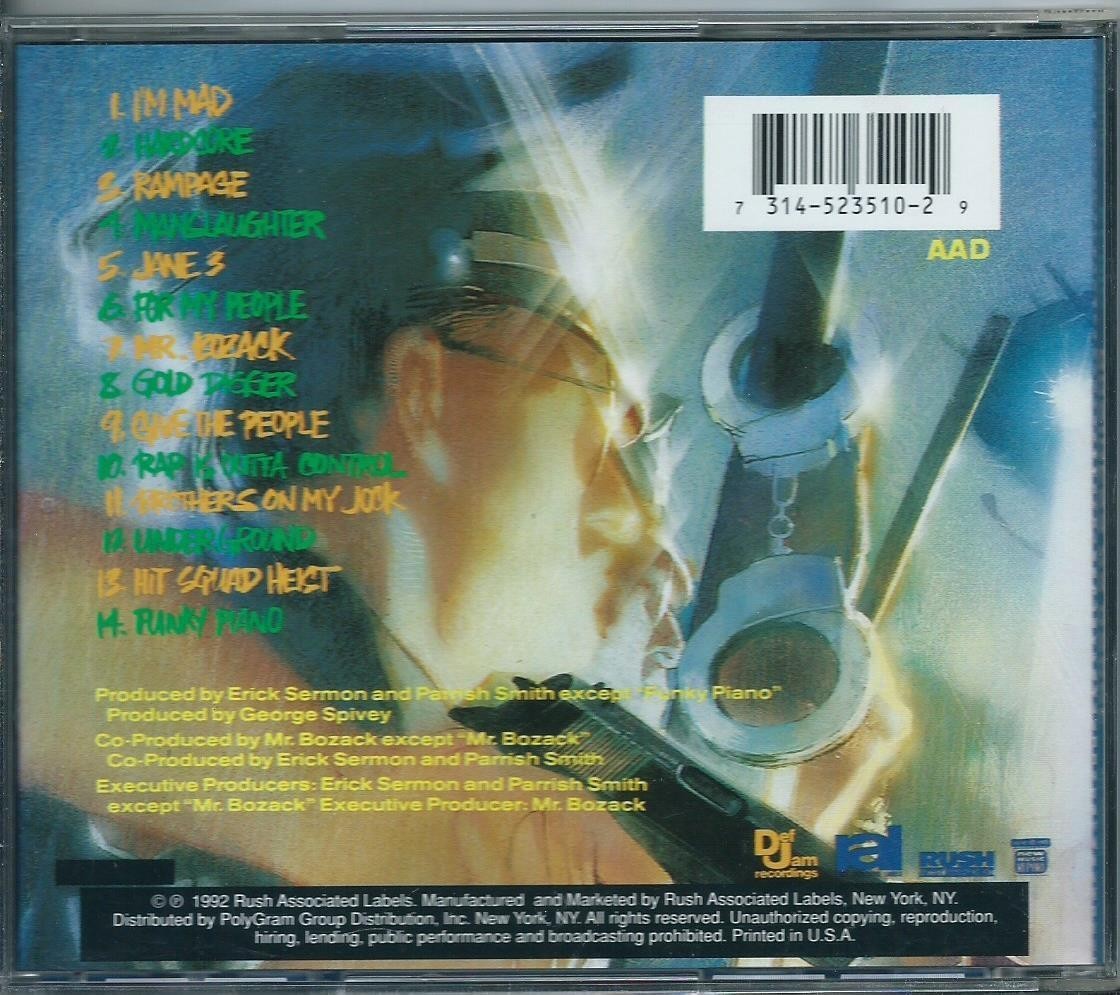 1. I'M MAD
2. HARDCORE
3. RAMPAGE
4. MANSLAUGHTER
5. JANE 3
6. FOR MY PEOPLE
7. MR. BOZACK
8. GOLD DIGGER
9. GIVE THE PEOPLE
10. RAP IS OUTTA CONTROL
11. BROTHERS ON MY JOCK
12. UNDERGROUND
13. HIT SQUAD HEIST
14. FUNKY PIANO
7 314-523510-2 9
AAD
Produced by Erick Sermon and Parrish Smith except "Funky Piano"
Produced by George Spivey
Co-Produced by Mr. Bozack except "Mr. Bozack"
Co-Produced by Erick Sermon and Parrish Smith
Executive Producers: Erick Sermon and Parrish Smith
except "Mr. Bozack" Executive Producer: Mr. Bozack
Def Jam
recordings
ral
RUSH
©℗ 1992 Rush Associated Labels. Manufactured and Marketed by Rush Associated Labels, New York, NY.
Distributed by PolyGram Group Distribution, Inc. New York, NY. All rights reserved. Unauthorized copying, reproduction,
hiring, lending, public performance and broadcasting prohibited. Printed in U.S.A.